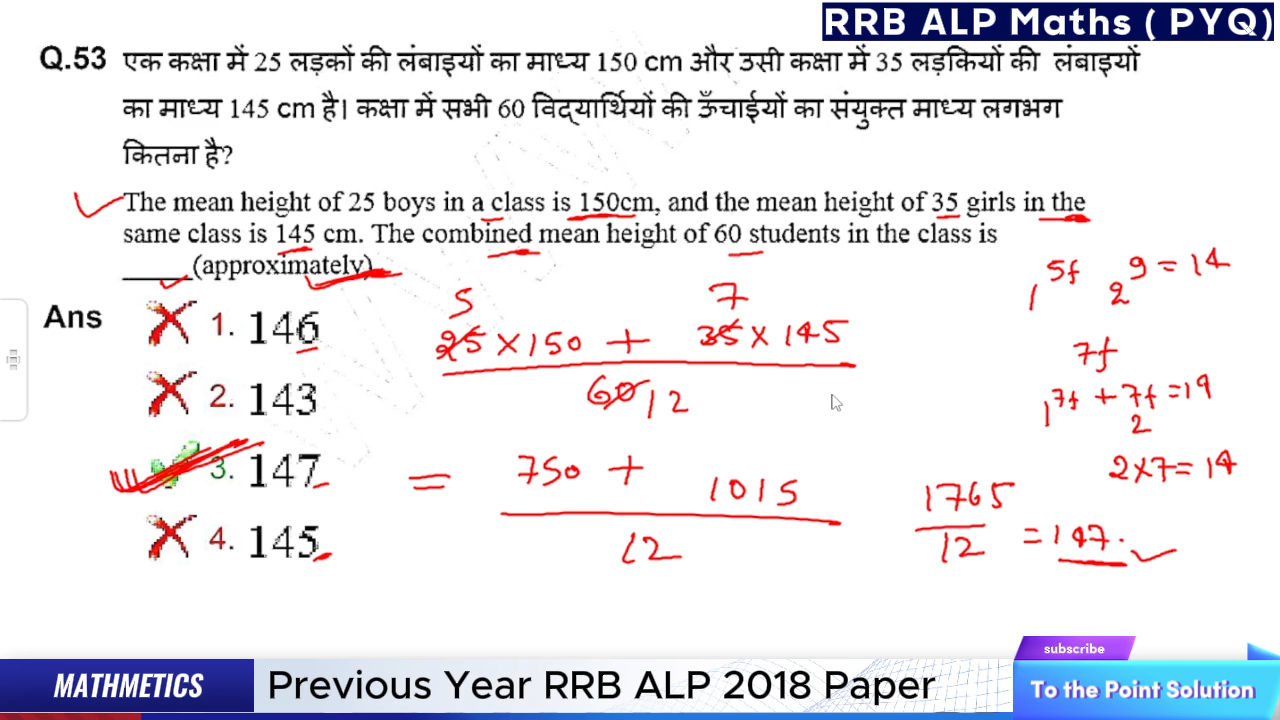 RRB ALP Maths ( PYQ)
Q.53 एक कक्षा में 25 लड़कों की लंबाइयों का माध्य 150 cm और उसी कक्षा में 35 लड़कियों की लंबाइयों
का माध्य 145 cm है। कक्षा में सभी 60 विद्यार्थियों की ऊँचाईयों का संयुक्त माध्य लगभग
कितना है?
The mean height of 25 boys in a class is 150cm, and the mean height of 35 girls in the
same class is 145 cm. The combined mean height of 60 students in the class is
_____(approximately)
Ans
1. 146
2. 143
3. 147
4. 145
5 7
25 × 150 + 35 × 145
60 12
= 750 + 1015
12
1765
12
= 147.
7f
2×7=14
MATHMETICS
Previous Year RRB ALP 2018 Paper
subscribe
To the Point Solution